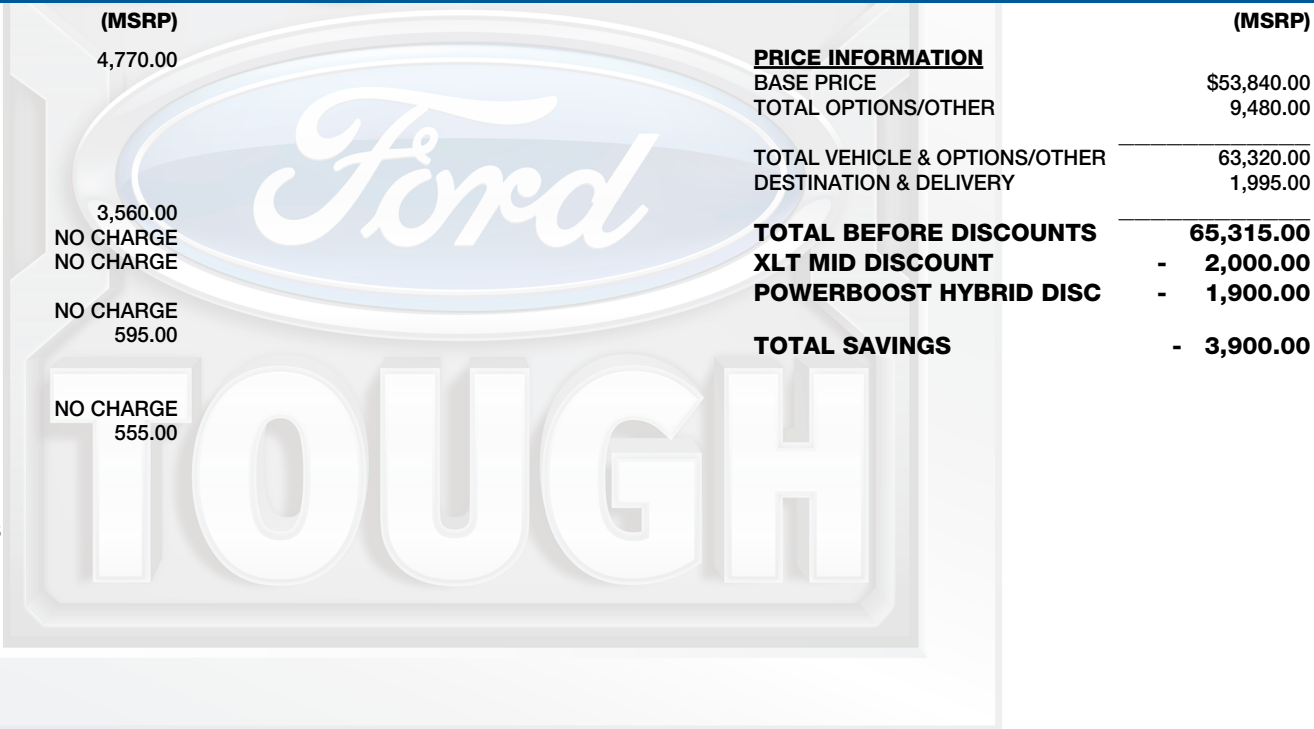 (MSRP)
4,770.00
3,560.00
NO CHARGE
NO CHARGE
NO CHARGE
595.00
NO CHARGE
555.00
Ford
TOUGH
(MSRP)
PRICE INFORMATION
BASE PRICE $53,840.00
TOTAL OPTIONS/OTHER 9,480.00
TOTAL VEHICLE & OPTIONS/OTHER 63,320.00
DESTINATION & DELIVERY 1,995.00
TOTAL BEFORE DISCOUNTS 65,315.00
XLT MID DISCOUNT - 2,000.00
POWERBOOST HYBRID DISC - 1,900.00
TOTAL SAVINGS - 3,900.00